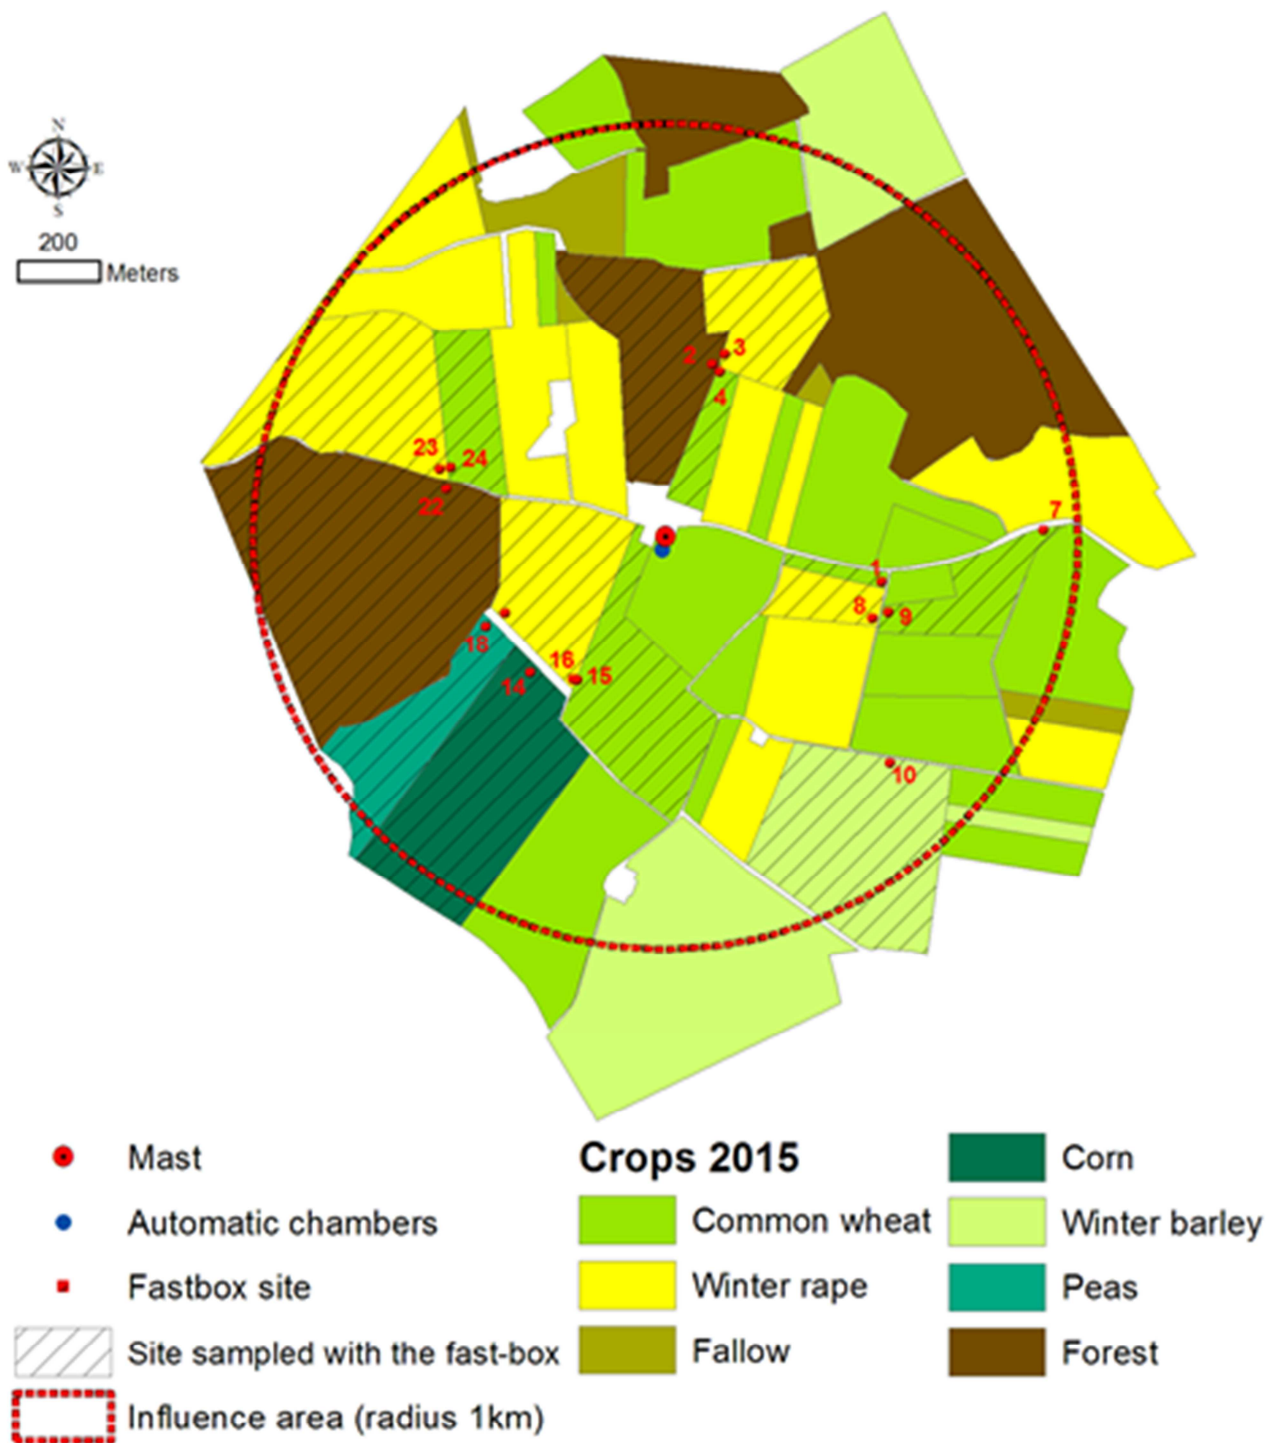 N
W E
S
200
Meters
3
2
4
23
24
22
7
1
8
9
18
16
15
14
10
Mast
Automatic chambers
Fastbox site
Site sampled with the fast-box
Influence area (radius 1km)
Crops 2015
Common wheat
Winter rape
Fallow
Corn
Winter barley
Peas
Forest